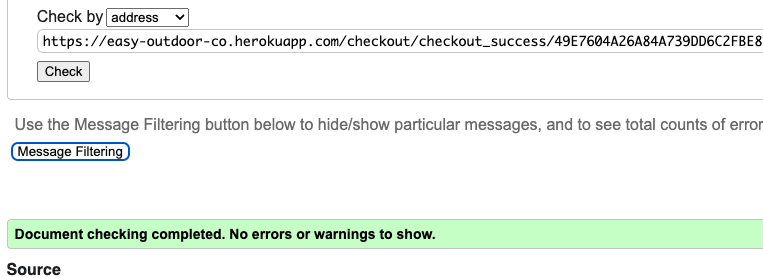 Check by address
https://easy-outdoor-co.herokuapp.com/checkout/checkout_success/49E7604A26A84A739DD6C2FBE8
Check
Use the Message Filtering button below to hide/show particular messages, and to see total counts of error
Message Filtering
Document checking completed. No errors or warnings to show.
Source